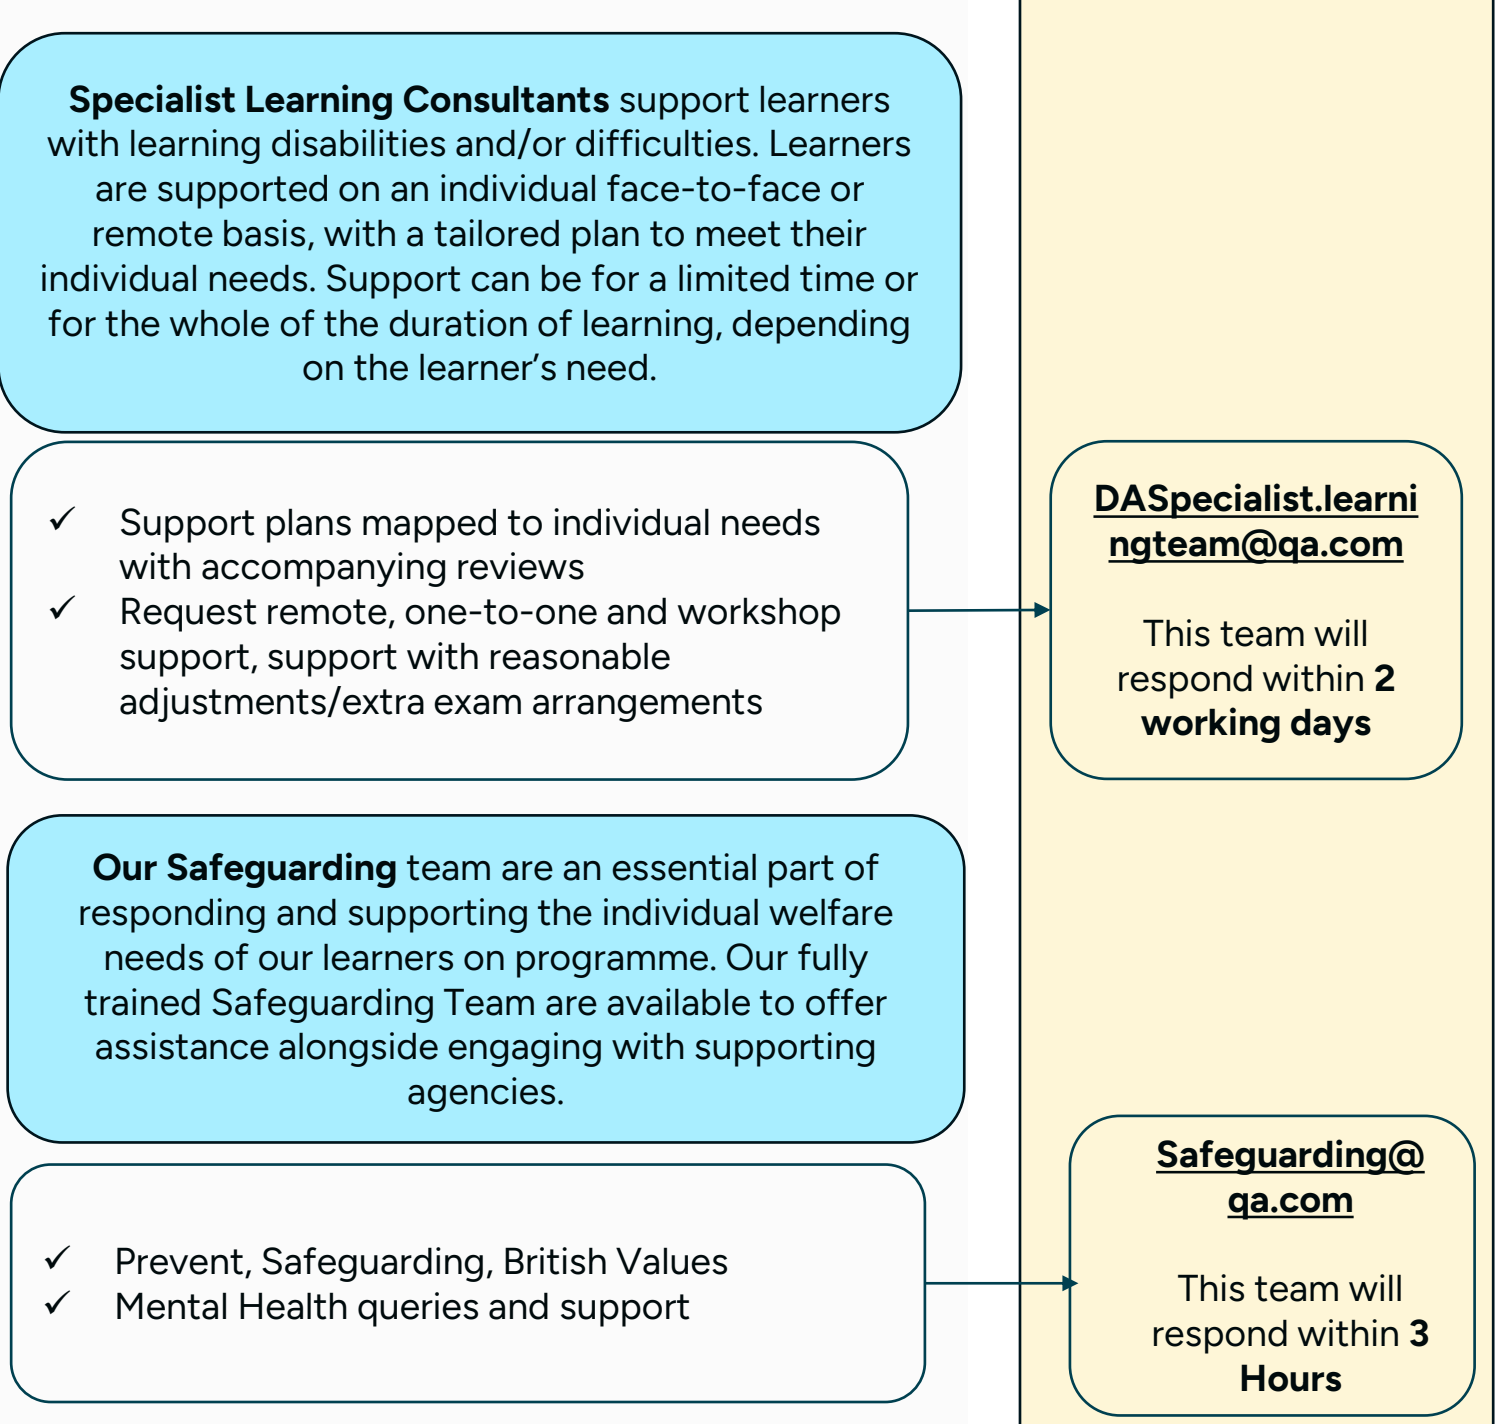 Specialist Learning Consultants support learners
with learning disabilities and/or difficulties. Learners
are supported on an individual face-to-face or
remote basis, with a tailored plan to meet their
individual needs. Support can be for a limited time or
for the whole of the duration of learning, depending
on the learner’s need.
✓ Support plans mapped to individual needs
with accompanying reviews
✓ Request remote, one-to-one and workshop
support, support with reasonable
adjustments/extra exam arrangements
DASpecialist.learni
ngteam@qa.com
This team will
respond within 2
working days
Our Safeguarding team are an essential part of
responding and supporting the individual welfare
needs of our learners on programme. Our fully
trained Safeguarding Team are available to offer
assistance alongside engaging with supporting
agencies.
✓ Prevent, Safeguarding, British Values
✓ Mental Health queries and support
Safeguarding@
qa.com
This team will
respond within 3
Hours